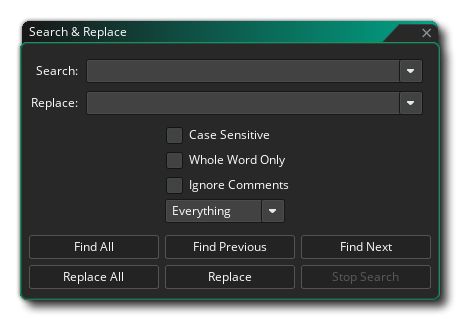 Search & Replace
Search:
Replace:
Case Sensitive
Whole Word Only
Ignore Comments
Everything
Find All Find Previous Find Next
Replace All Replace Stop Search